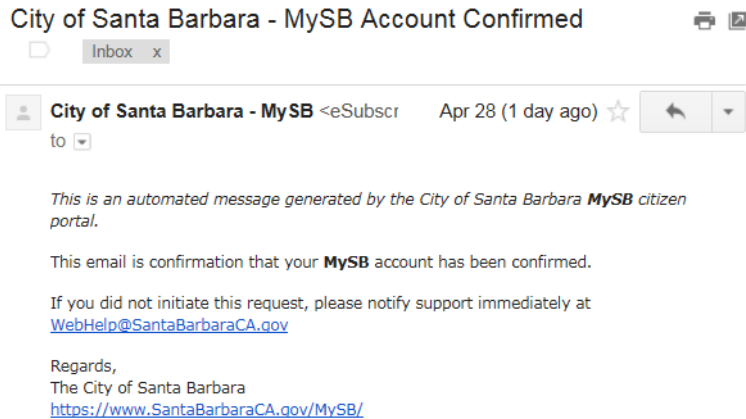 City of Santa Barbara - MySB Account Confirmed
Inbox x
City of Santa Barbara - MySB <eSubscr Apr 28 (1 day ago)
to
This is an automated message generated by the City of Santa Barbara MySB citizen
portal.
This email is confirmation that your MySB account has been confirmed.
If you did not initiate this request, please notify support immediately at
WebHelp@SantaBarbaraCA.gov
Regards,
The City of Santa Barbara
https://www.SantaBarbaraCA.gov/MySB/